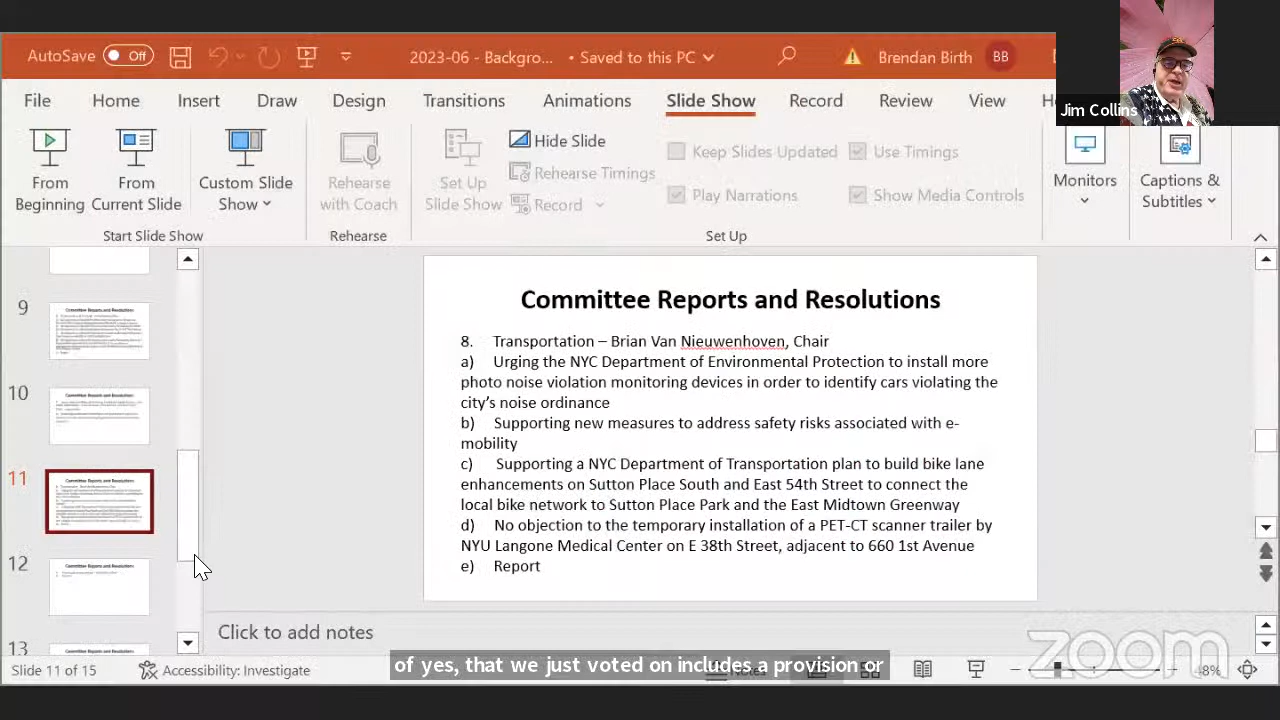 AutoSave Off 2023-06 - Backgro... • Saved to this PC Brendan Birth BB
Jim Collins
File Home Insert Draw Design Transitions Animations Slide Show Record Review View
From Beginning
From Current Slide
Custom Slide Show
Rehearse with Coach
Set Up Slide Show
Hide Slide
Rehearse Timings
Record
Keep Slides Updated
Use Timings
Play Narrations
Show Media Controls
Monitors
Captions & Subtitles
Start Slide Show Rehearse Set Up
9
10
11
12
13
Committee Reports and Resolutions
8. Transportation – Brian Van Nieuwenhoven, Chair
a) Urging the NYC Department of Environmental Protection to install more
photo noise violation monitoring devices in order to identify cars violating the
city's noise ordinance
b) Supporting new measures to address safety risks associated with e-
mobility
c) Supporting a NYC Department of Transportation plan to build bike lane
enhancements on Sutton Place South and East 54th Street to connect the
local bike network to Sutton Place Park and the East Midtown Greenway
d) No objection to the temporary installation of a PET-CT scanner trailer by
NYU Langone Medical Center on E 38th Street, adjacent to 660 1st Avenue
e) Report
Click to add notes
of yes, that we just voted on includes a provision or
zoom
Slide 11 of 15 Accessibility: Investigate Notes 48%